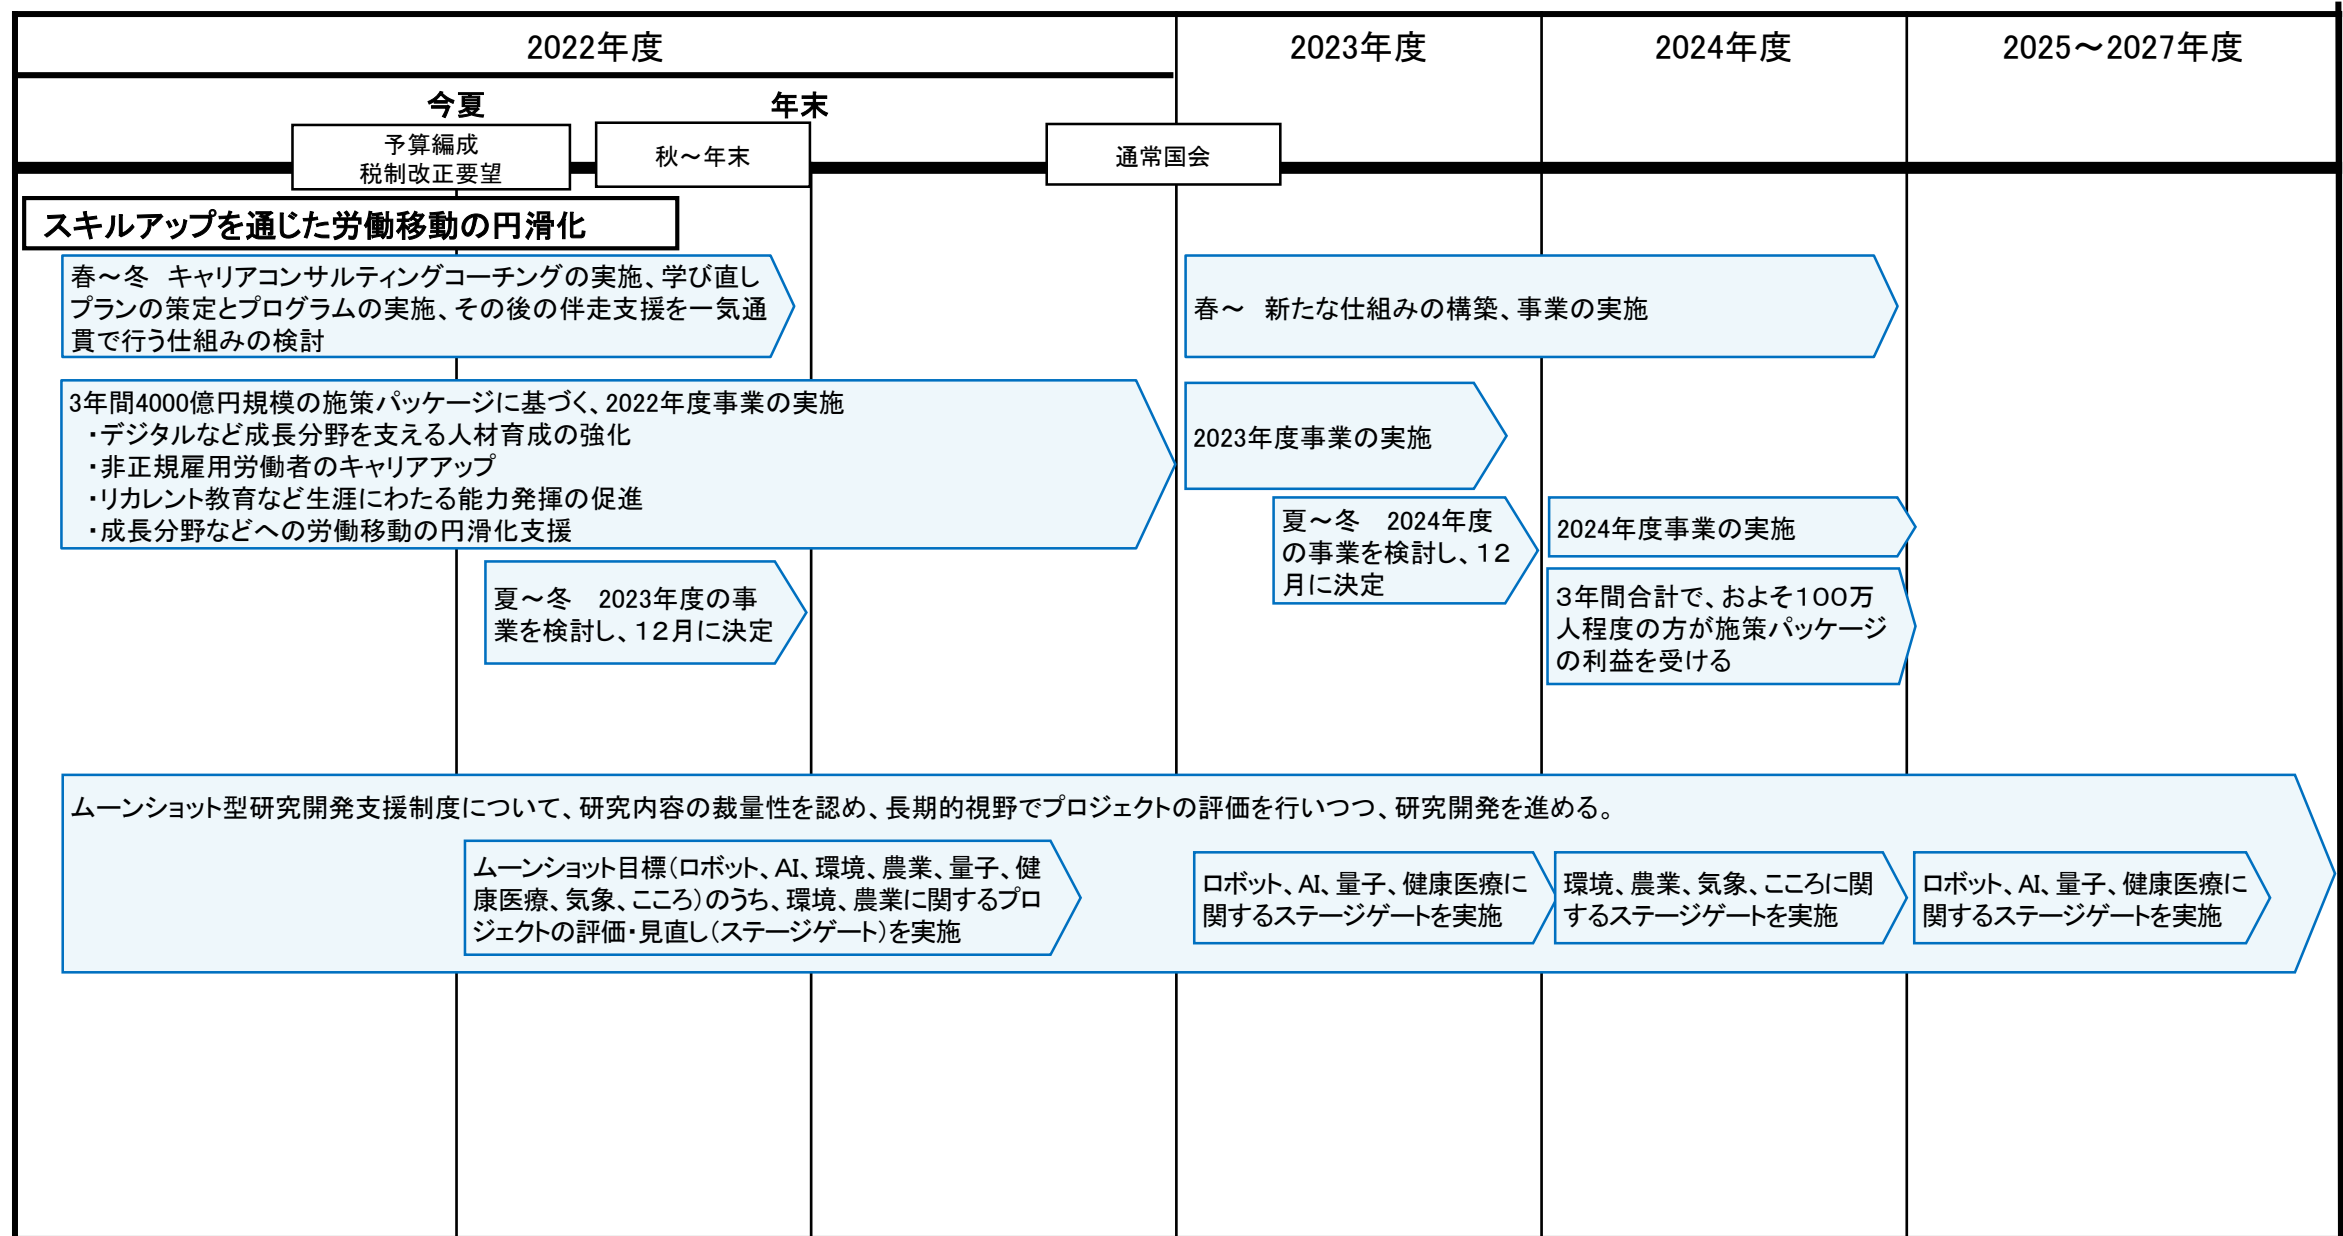 2022年度
2023年度
2024年度
2025～2027年度
今夏
年末
予算編成
税制改正要望
秋～年末
通常国会
スキルアップを通じた労働移動の円滑化
春～冬　キャリアコンサルティングコーチングの実施、学び直し
プランの策定とプログラムの実施、その後の伴走支援を一気通
貫で行う仕組みの検討
春～　新たな仕組みの構築、事業の実施
3年間4000億円規模の施策パッケージに基づく、2022年度事業の実施
・デジタルなど成長分野を支える人材育成の強化
・非正規雇用労働者のキャリアアップ
・リカレント教育など生涯にわたる能力発揮の促進
・成長分野などへの労働移動の円滑化支援
2023年度事業の実施
夏～冬　2024年度
の事業を検討し、１２
月に決定
2024年度事業の実施
夏～冬　2023年度の事
業を検討し、１２月に決定
３年間合計で、およそ１００万
人程度の方が施策パッケージ
の利益を受ける
ムーンショット型研究開発支援制度について、研究内容の裁量性を認め、長期的視野でプロジェクトの評価を行いつつ、研究開発を進める。
ムーンショット目標（ロボット、AI、環境、農業、量子、健
康医療、気象、こころ）のうち、環境、農業に関するプロ
ジェクトの評価・見直し（ステージゲート）を実施
ロボット、AI、量子、健康医療に
関するステージゲートを実施
環境、農業、気象、こころに関
するステージゲートを実施
ロボット、AI、量子、健康医療に
関するステージゲートを実施